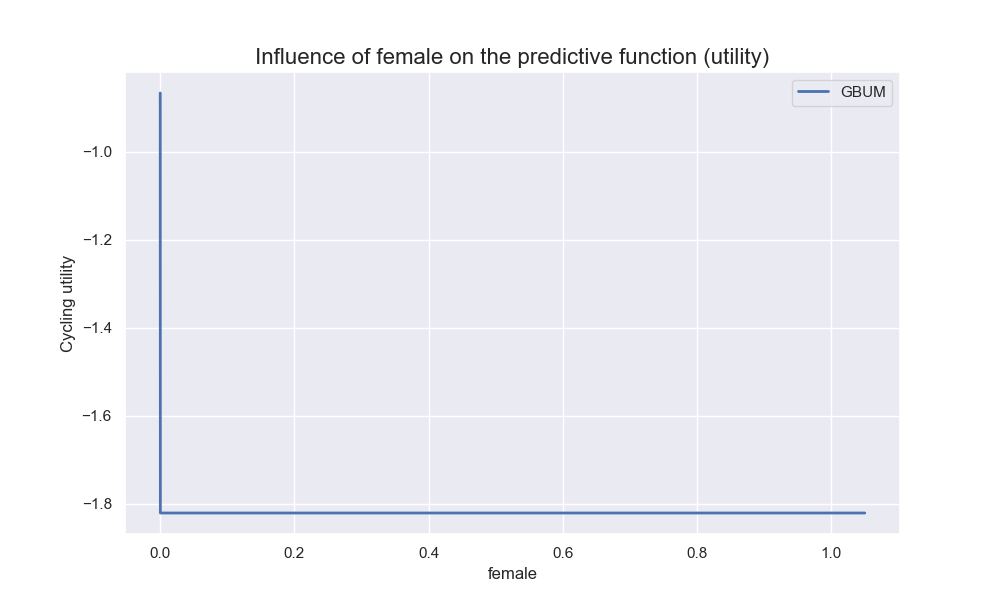 Influence of female on the predictive function (utility)
GBUM
Cycling utility
−1.0
−1.2
−1.4
−1.6
−1.8
0.0 0.2 0.4 0.6 0.8 1.0
female